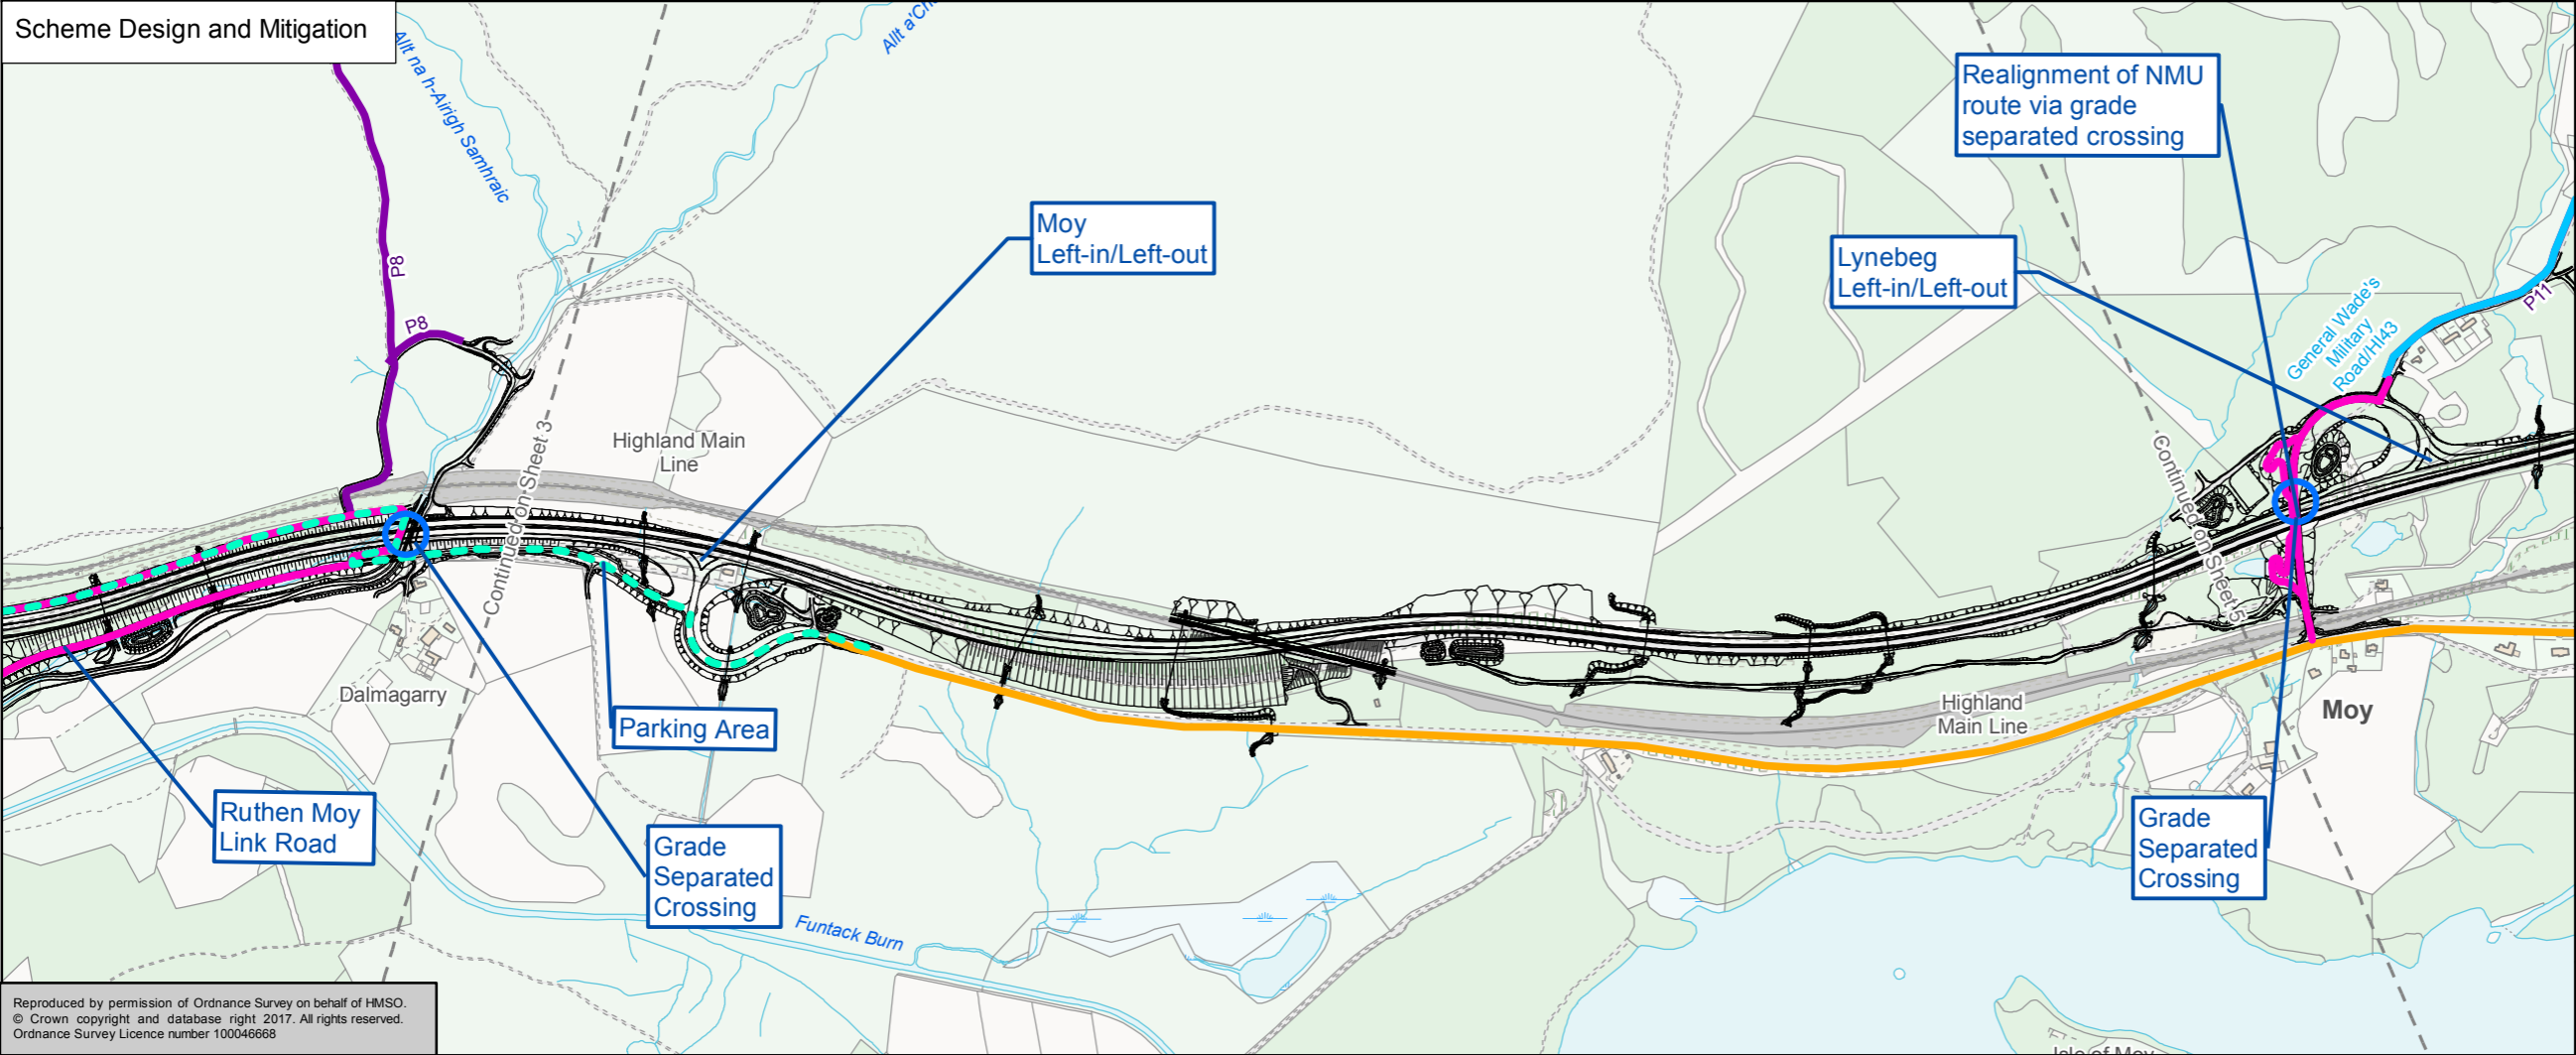 Scheme Design and Mitigation
Allt na h-Airigh Samhraic
Allt a'Ch
Realignment of NMU
route via grade
separated crossing
Moy
Left-in/Left-out
Lynebeg
Left-in/Left-out
P8
P8
General Wade's
Military
Road/HI43
P11
Highland Main
Line
Continued on Sheet 3
Continued on Sheet 5
Dalmagarry
Parking Area
Highland
Main Line
Moy
Ruthen Moy
Link Road
Grade
Separated
Crossing
Grade
Separated
Crossing
Funtack Burn
Isle of Moy
Reproduced by permission of Ordnance Survey on behalf of HMSO.
© Crown copyright and database right 2017. All rights reserved.
Ordnance Survey Licence number 100046668